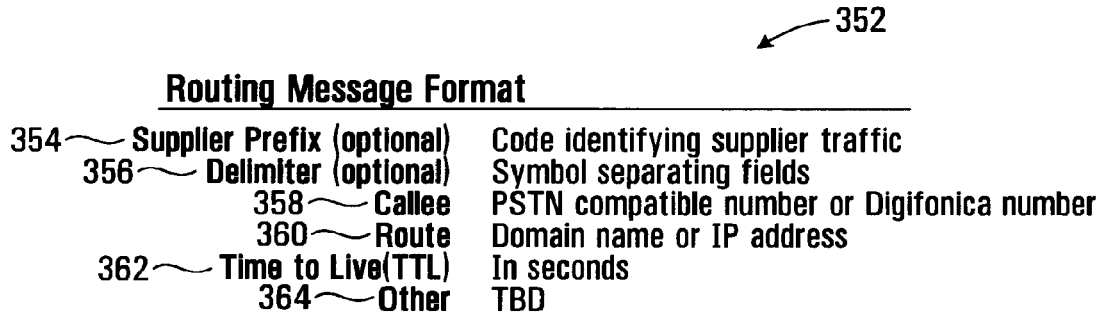 352
Routing Message Format
354 Supplier Prefix (optional) Code identifying supplier traffic
356 Delimiter (optional) Symbol separating fields
358 Callee PSTN compatible number or Digifonica number
360 Route Domain name or IP address
362 Time to Live(TTL) In seconds
364 Other TBD